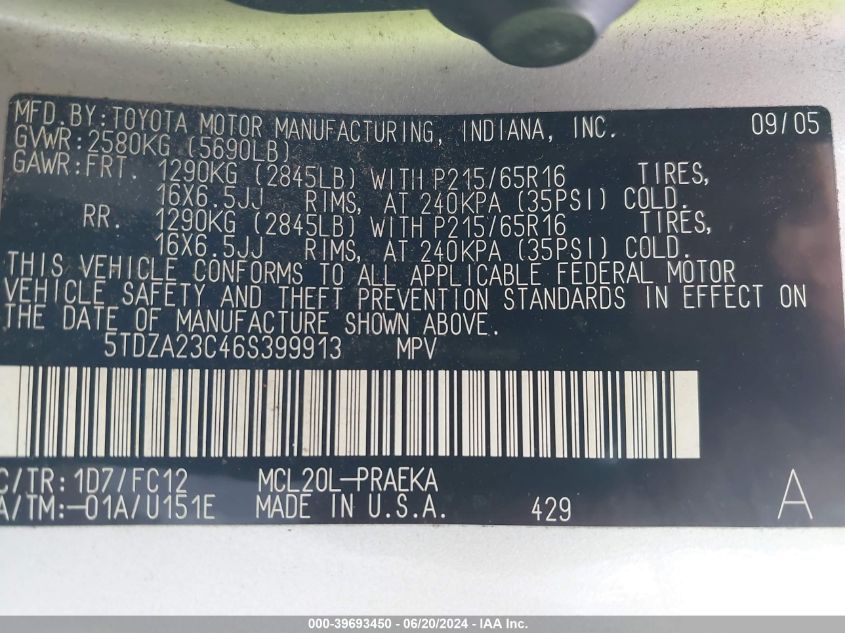 MFD.BY:TOYOTA MOTOR MANUFACTURING, INDIANA, INC. 09/05
GVWR:2580KG (5690LB)
GAWR:FRT. 1290KG (2845LB) WITH P215/65R16 TIRES,
16X6.5JJ RIMS, AT 240KPA (35PSI) COLD.
RR. 1290KG (2845LB) WITH P215/65R16 TIRES,
16X6.5JJ RIMS, AT 240KPA (35PSI) COLD.
THIS VEHICLE CONFORMS TO ALL APPLICABLE FEDERAL MOTOR
VEHICLE SAFETY AND THEFT PREVENTION STANDARDS IN EFFECT ON
THE DATE OF MANUFACTURE SHOWN ABOVE.
5TDZA23C46S399913 MPV
C/TR:1D7/FC12 MCL20L-PRAEKA
A/TM:-01A/U151E MADE IN U.S.A. 429 A
000-39693450 - 06/20/2024 - IAA Inc.